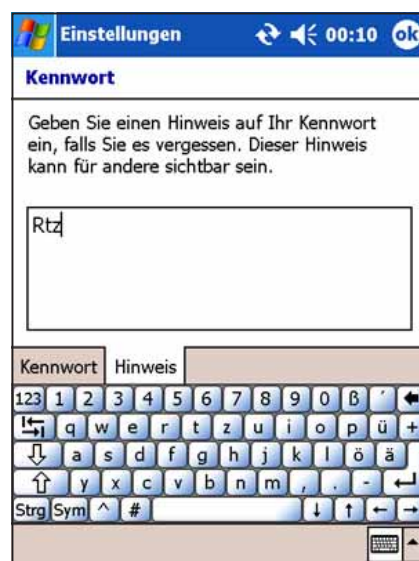 Einstellungen 00:10 ok
Kennwort
Geben Sie einen Hinweis auf Ihr Kennwort
ein, falls Sie es vergessen. Dieser Hinweis
kann für andere sichtbar sein.
Rtz
Kennwort Hinweis
123 1 2 3 4 5 6 7 8 9 0 ß ´
q w e r t z u i o p ü +
a s d f g h j k l ö ä
y x c v b n m , . -
Strg Sym ^ #